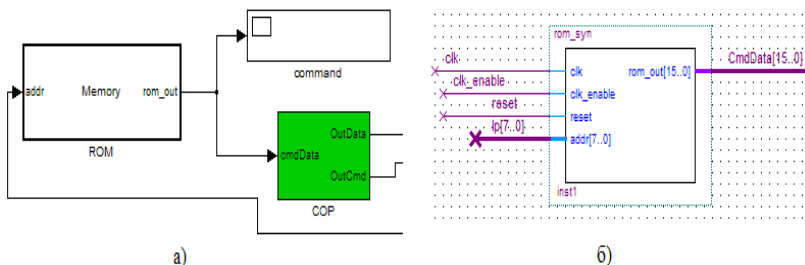 addr
Memory
rom_out
ROM
command
cmdData
OutData
OutCmd
COP
а)
rom_syn
clk
clk_enable
reset
Ip[7..0]
clk
clk_enable
reset
addr[7..0]
rom_out[15..0]
CmdData[15..0]
inst1
б)